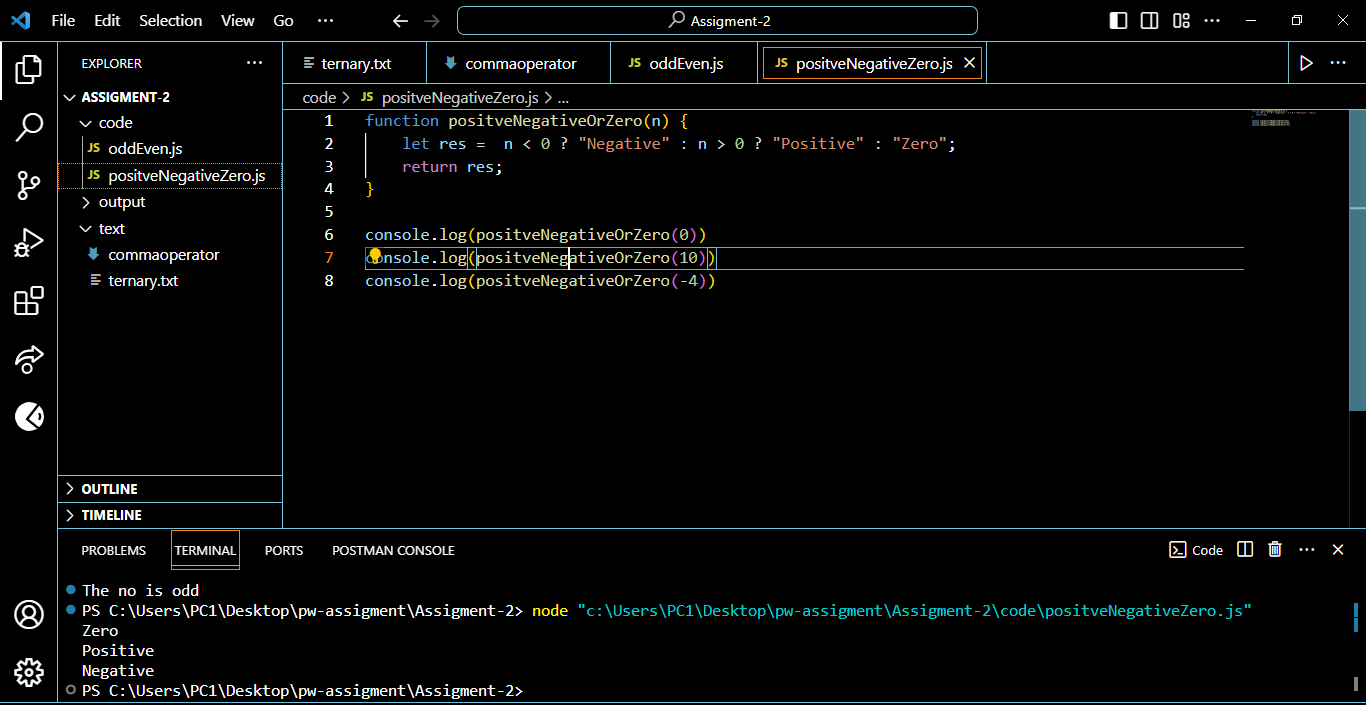 File Edit Selection View Go ··· Assigment-2
EXPLORER ···
ASSIGMENT-2
code
JS oddEven.js
JS positveNegativeZero.js
output
text
commaoperator
ternary.txt
OUTLINE
TIMELINE
ternary.txt commaoperator JS oddEven.js JS positveNegativeZero.js
code > JS positveNegativeZero.js > ...
1 function positveNegativeOrZero(n) {
2 let res =  n < 0 ? "Negative" : n > 0 ? "Positive" : "Zero";
3 return res;
4 }
5
6 console.log(positveNegativeOrZero(0))
7 console.log(positveNegativeOrZero(10))
8 console.log(positveNegativeOrZero(-4))
PROBLEMS TERMINAL PORTS POSTMAN CONSOLE Code
The no is odd
PS C:\Users\PC1\Desktop\pw-assigment\Assigment-2> node "c:\Users\PC1\Desktop\pw-assigment\Assigment-2\code\positveNegativeZero.js"
Zero
Positive
Negative
PS C:\Users\PC1\Desktop\pw-assigment\Assigment-2>